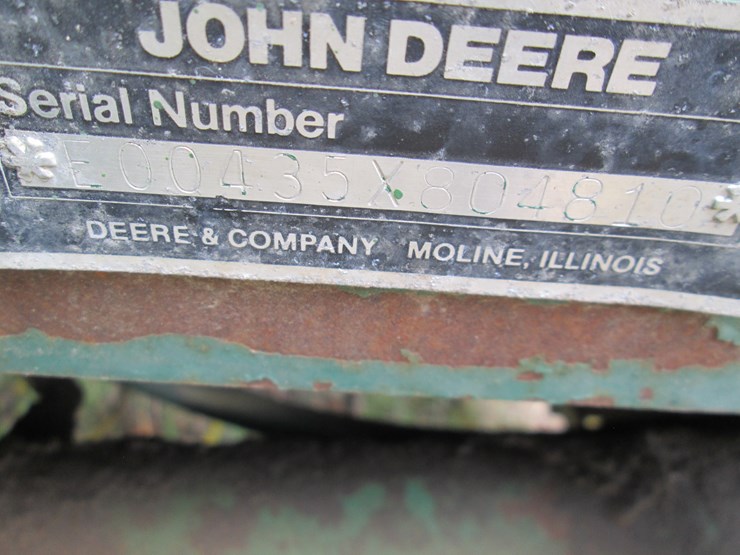 JOHN DEERE
Serial Number
*E00435X804810*
DEERE & COMPANY MOLINE, ILLINOIS